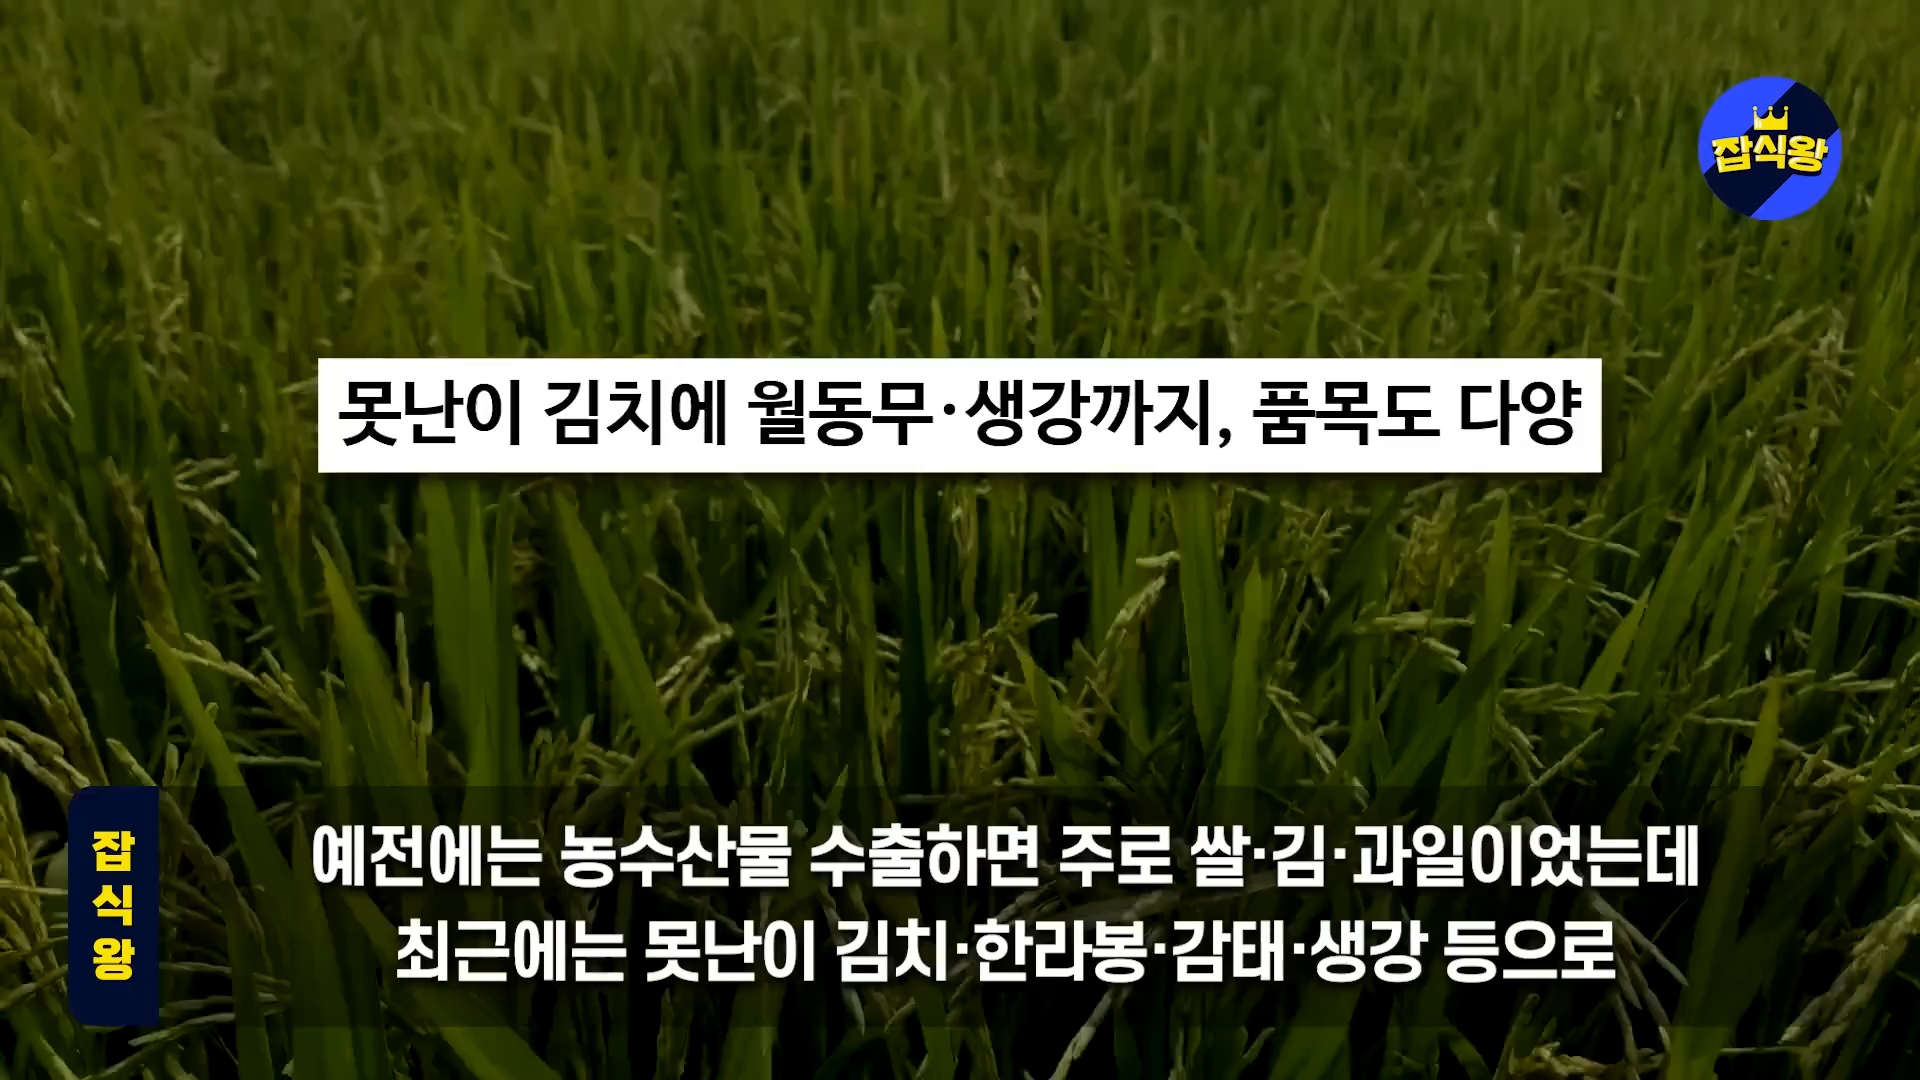 잡식왕
못난이 김치에 월동무·생강까지, 품목도 다양
잡식왕
예전에는 농수산물 수출하면 주로 쌀·김·과일이었는데
최근에는 못난이 김치·한라봉·감태·생강 등으로